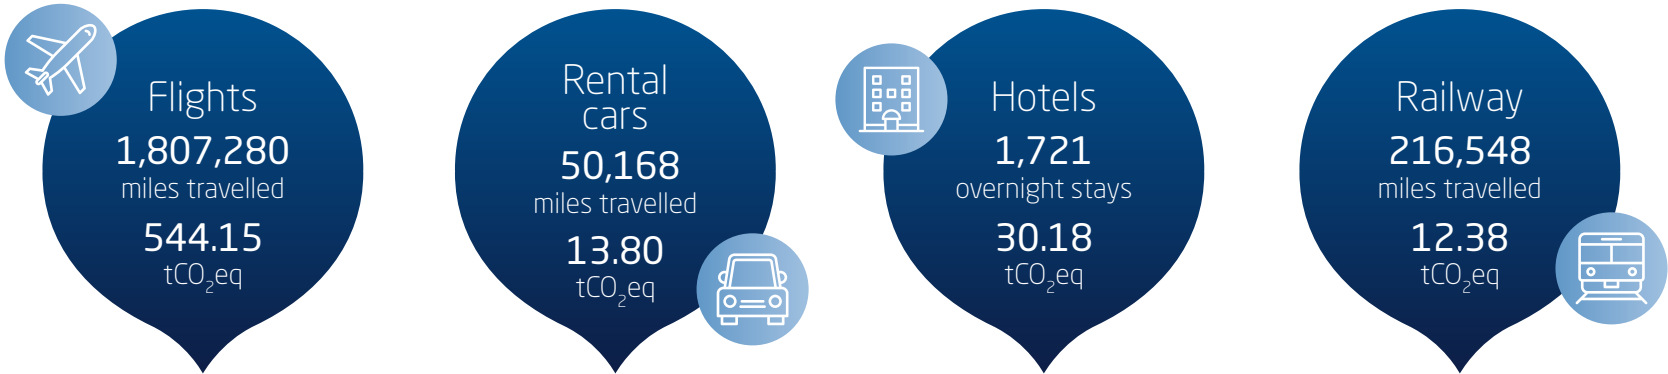 Flights
1,807,280
miles travelled
544.15
tCO₂eq
Rental
cars
50,168
miles travelled
13.80
tCO₂eq
Hotels
1,721
overnight stays
30.18
tCO₂eq
Railway
216,548
miles travelled
12.38
tCO₂eq